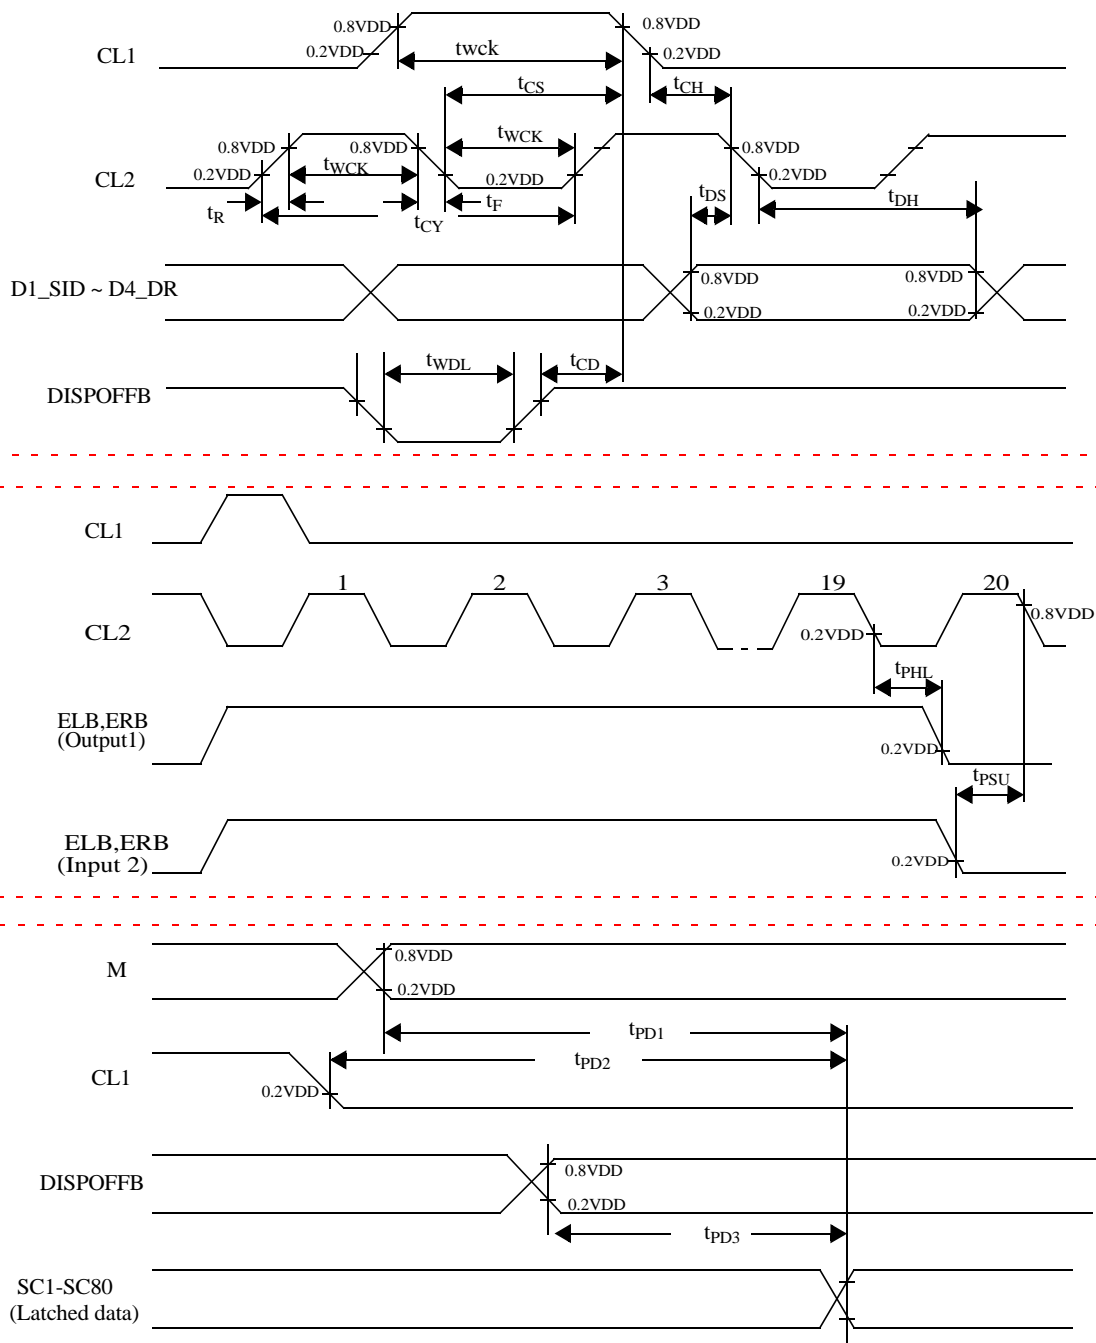 0.8VDD
0.8VDD
CL1
0.2VDD
twck
0.2VDD
tCS
tCH
0.8VDD
0.8VDD
tWCK
0.8VDD
CL2
0.2VDD
tWCK
0.2VDD
0.2VDD
tR
tCY
tF
tDS
tDH
D1_SID ~ D4_DR
0.8VDD
0.8VDD
0.2VDD
0.2VDD
DISPOFFB
tWDL
tCD
CL1
1
2
3
19
20
CL2
0.2VDD
0.8VDD
tPHL
ELB,ERB
(Output1)
0.2VDD
tPSU
ELB,ERB
(Input 2)
0.2VDD
M
0.8VDD
0.2VDD
tPD1
CL1
tPD2
0.2VDD
DISPOFFB
0.8VDD
0.2VDD
tPD3
SC1-SC80
(Latched data)